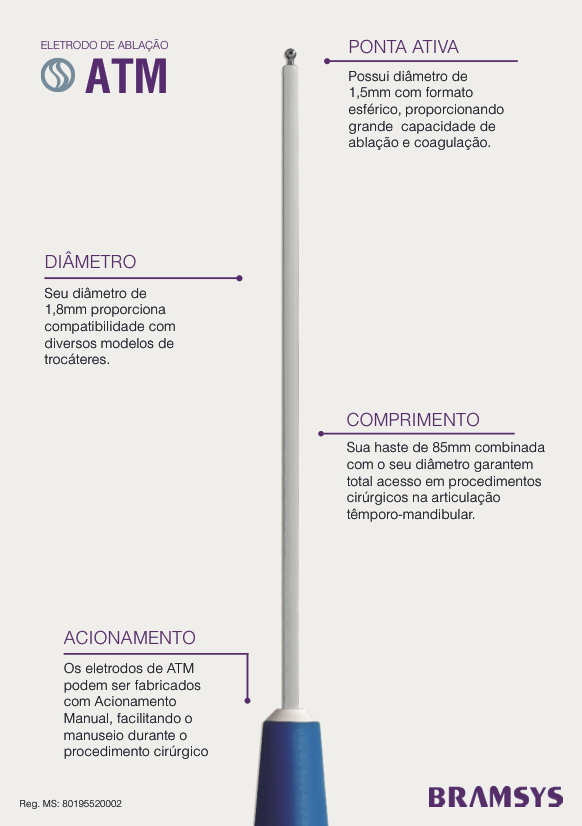 ELETRODO DE ABLAÇÃO
ATM
PONTA ATIVA
Possui diâmetro de
1,5mm com formato
esférico, proporcionando
grande capacidade de
ablação e coagulação.
DIÂMETRO
Seu diâmetro de
1,8mm proporciona
compatibilidade com
diversos modelos de
trocáteres.
COMPRIMENTO
Sua haste de 85mm combinada
com o seu diâmetro garantem
total acesso em procedimentos
cirúrgicos na articulação
têmporo-mandibular.
ACIONAMENTO
Os eletrodos de ATM
podem ser fabricados
com Acionamento
Manual, facilitando o
manuseio durante o
procedimento cirúrgico
Reg. MS: 80195520002
BRAMSYS